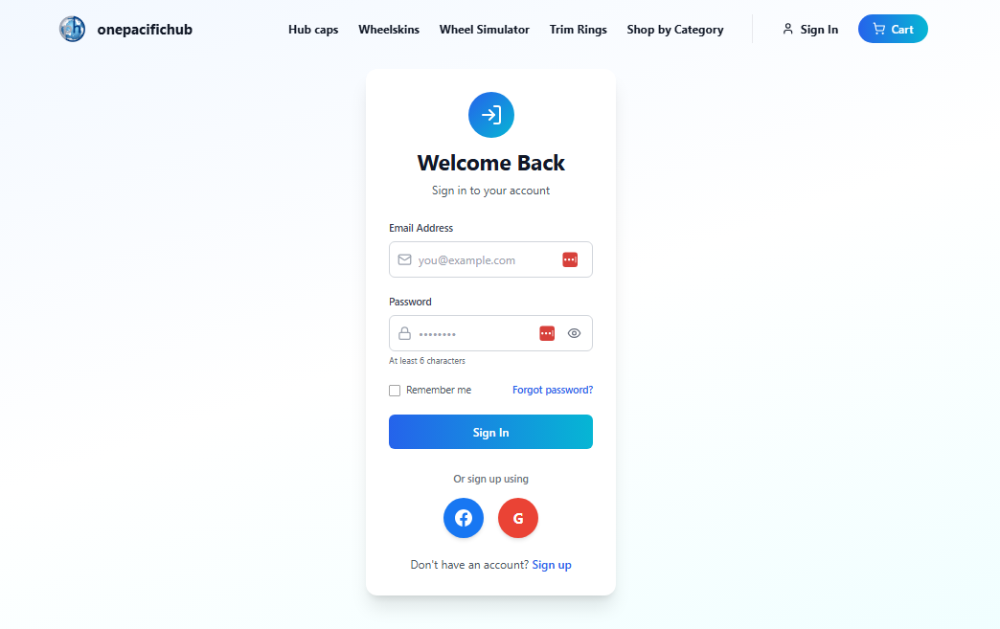 onepacifichub
Hub caps Wheelskins Wheel Simulator Trim Rings Shop by Category Sign In Cart
Welcome Back
Sign in to your account
Email Address
you@example.com
Password
••••••••
At least 6 characters
Remember me Forgot password?
Sign In
Or sign up using
G
Don't have an account? Sign up